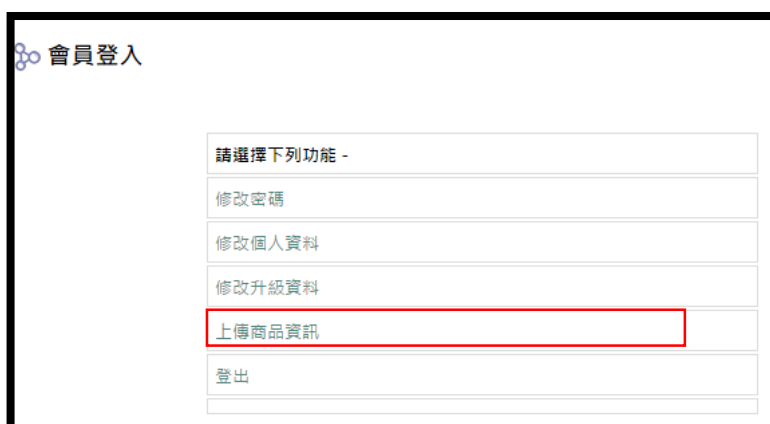 會員登入
請選擇下列功能 -
修改密碼
修改個人資料
修改升級資料
上傳商品資訊
登出